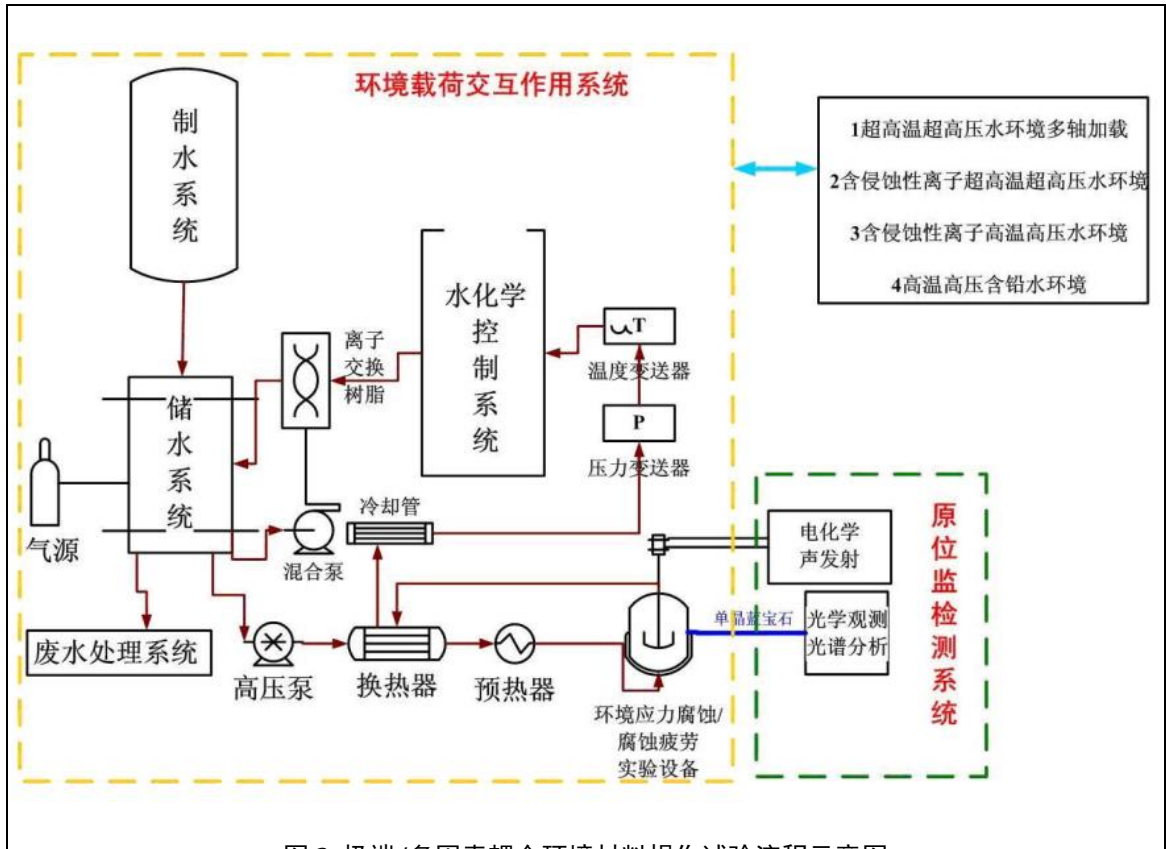 环境载荷交互作用系统
制
水
系
统
1超高温超高压水环境多轴加载
2含侵蚀性离子超高温超高压水环境
3含侵蚀性离子高温高压水环境
4高温高压含铅水环境
水化学
控
制
系
统
T
温度变送器
离子
交换
树脂
P
压力变送器
储
水
系
统
气源
冷却管
混合泵
废水处理系统
高压泵
换热器
预热器
环境应力腐蚀/
腐蚀疲劳
实验设备
单晶蓝宝石
电化学
声发射
光学观测
光谱分析
原
位
监
检
测
系
统